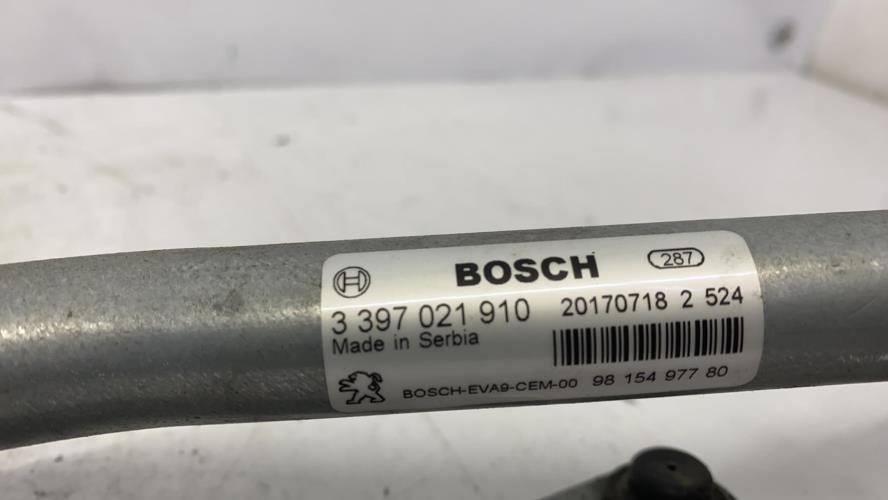 BOSCH 287
3 397 021 910 20170718 2 524
Made in Serbia
BOSCH-EVA9-CEM-00 98 154 977 80